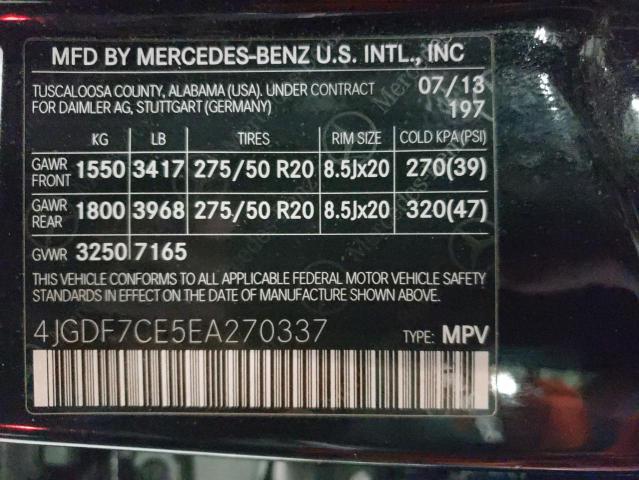 MFD BY MERCEDES-BENZ U.S. INTL., INC
TUSCALOOSA COUNTY, ALABAMA (USA). UNDER CONTRACT 07/13
FOR DAIMLER AG, STUTTGART (GERMANY) 197
KG LB TIRES RIM SIZE COLD KPA (PSI)
GAWR FRONT 1550 3417 275/50 R20 8.5Jx20 270(39)
GAWR REAR 1800 3968 275/50 R20 8.5Jx20 320(47)
GVWR 3250 7165
THIS VEHICLE CONFORMS TO ALL APPLICABLE FEDERAL MOTOR VEHICLE SAFETY
STANDARDS IN EFFECT ON THE DATE OF MANUFACTURE SHOWN ABOVE.
4JGDF7CE5EA270337 TYPE: MPV